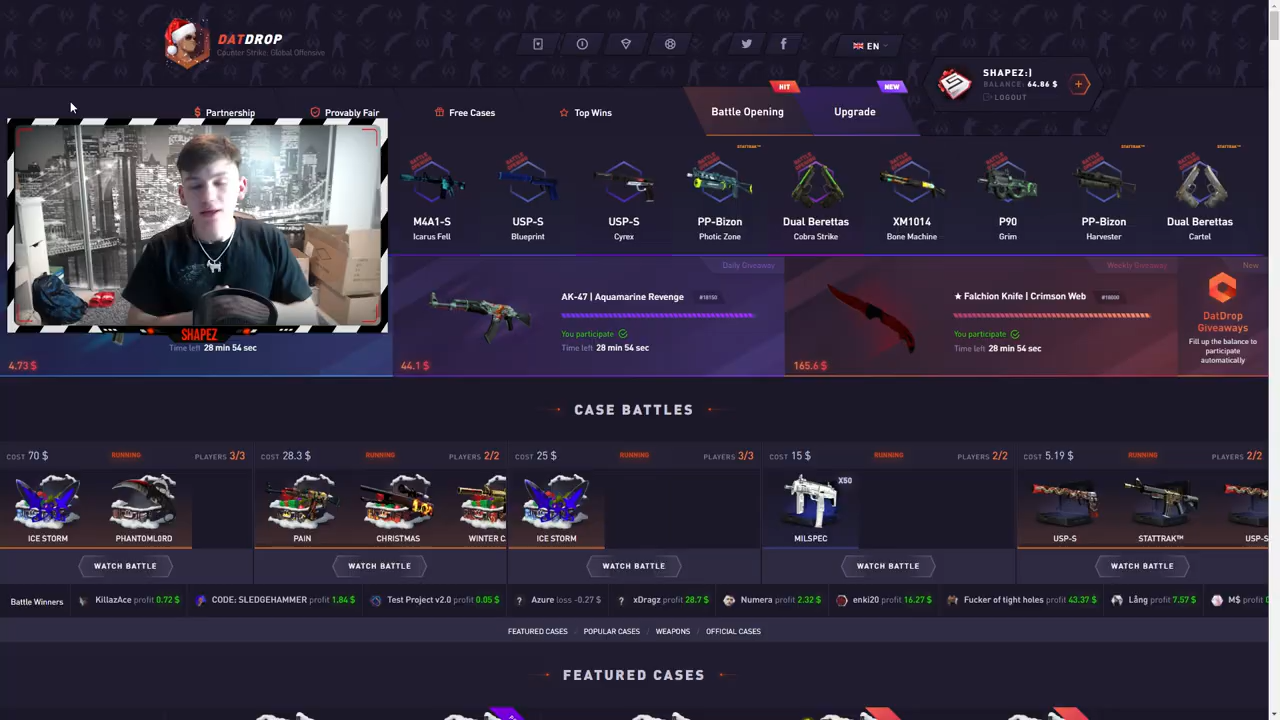 DATDROP
Counter Strike, Global Offensive
EN
SHAPEZ:)
BALANCE: 64.86 $
LOGOUT
Partnership
Provably Fair
Free Cases
Top Wins
HIT
Battle Opening
NEW
Upgrade
M4A1-S
Icarus Fell
USP-S
Blueprint
USP-S
Cyrex
STATTRAK™
PP-Bizon
Photic Zone
Dual Berettas
Cobra Strike
XM1014
Bone Machine
P90
Grim
STATTRAK™
PP-Bizon
Harvester
STATTRAK™
Dual Berettas
Cartel
SHAPEZ
Time left 28 min 54 sec
4.73 $
Daily Giveaway
AK-47 | Aquamarine Revenge
You participate
Time left 28 min 54 sec
44.1 $
Weekly Giveaway
★ Falchion Knife | Crimson Web
You participate
Time left 28 min 54 sec
165.6 $
New
DatDrop
Giveaways
Fill up the balance to
participate
automatically
CASE BATTLES
COST 70 $ RUNNING PLAYERS 3/3
ICE STORM PHANTOML0RD
WATCH BATTLE
COST 28.3 $ RUNNING PLAYERS 2/2
PAIN CHRISTMAS WINTER C
WATCH BATTLE
COST 25 $ RUNNING PLAYERS 3/3
ICE STORM
WATCH BATTLE
COST 15 $ RUNNING PLAYERS 2/2
X50
MILSPEC
WATCH BATTLE
COST 5.19 $ RUNNING PLAYERS 2/2
USP-S STATTRAK™ USP-S
WATCH BATTLE
Battle Winners KillazAce profit 0.72 $ CODE: SLEDGEHAMMER profit 1.84 $ Test Project v2.0 profit 0.05 $ ? Azure loss -0.27 $ ? xDragz profit 28.7 $ Numera profit 2.32 $ enki20 profit 16.27 $ Fucker of tight holes profit 43.37 $ Lång profit 7.57 $ M$ profit
FEATURED CASES / POPULAR CASES / WEAPONS / OFFICIAL CASES
FEATURED CASES